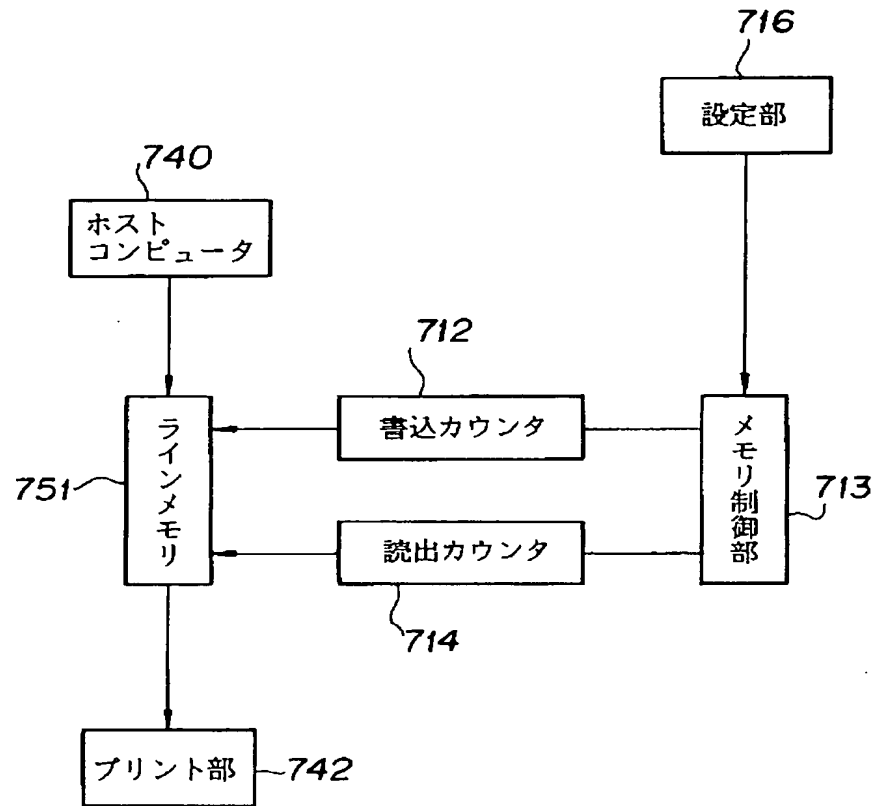 716
設定部
740
ホスト
コンピュータ
712
書込カウンタ
ラインメモリ
751
メモリ制御部
713
読出カウンタ
714
プリント部
742